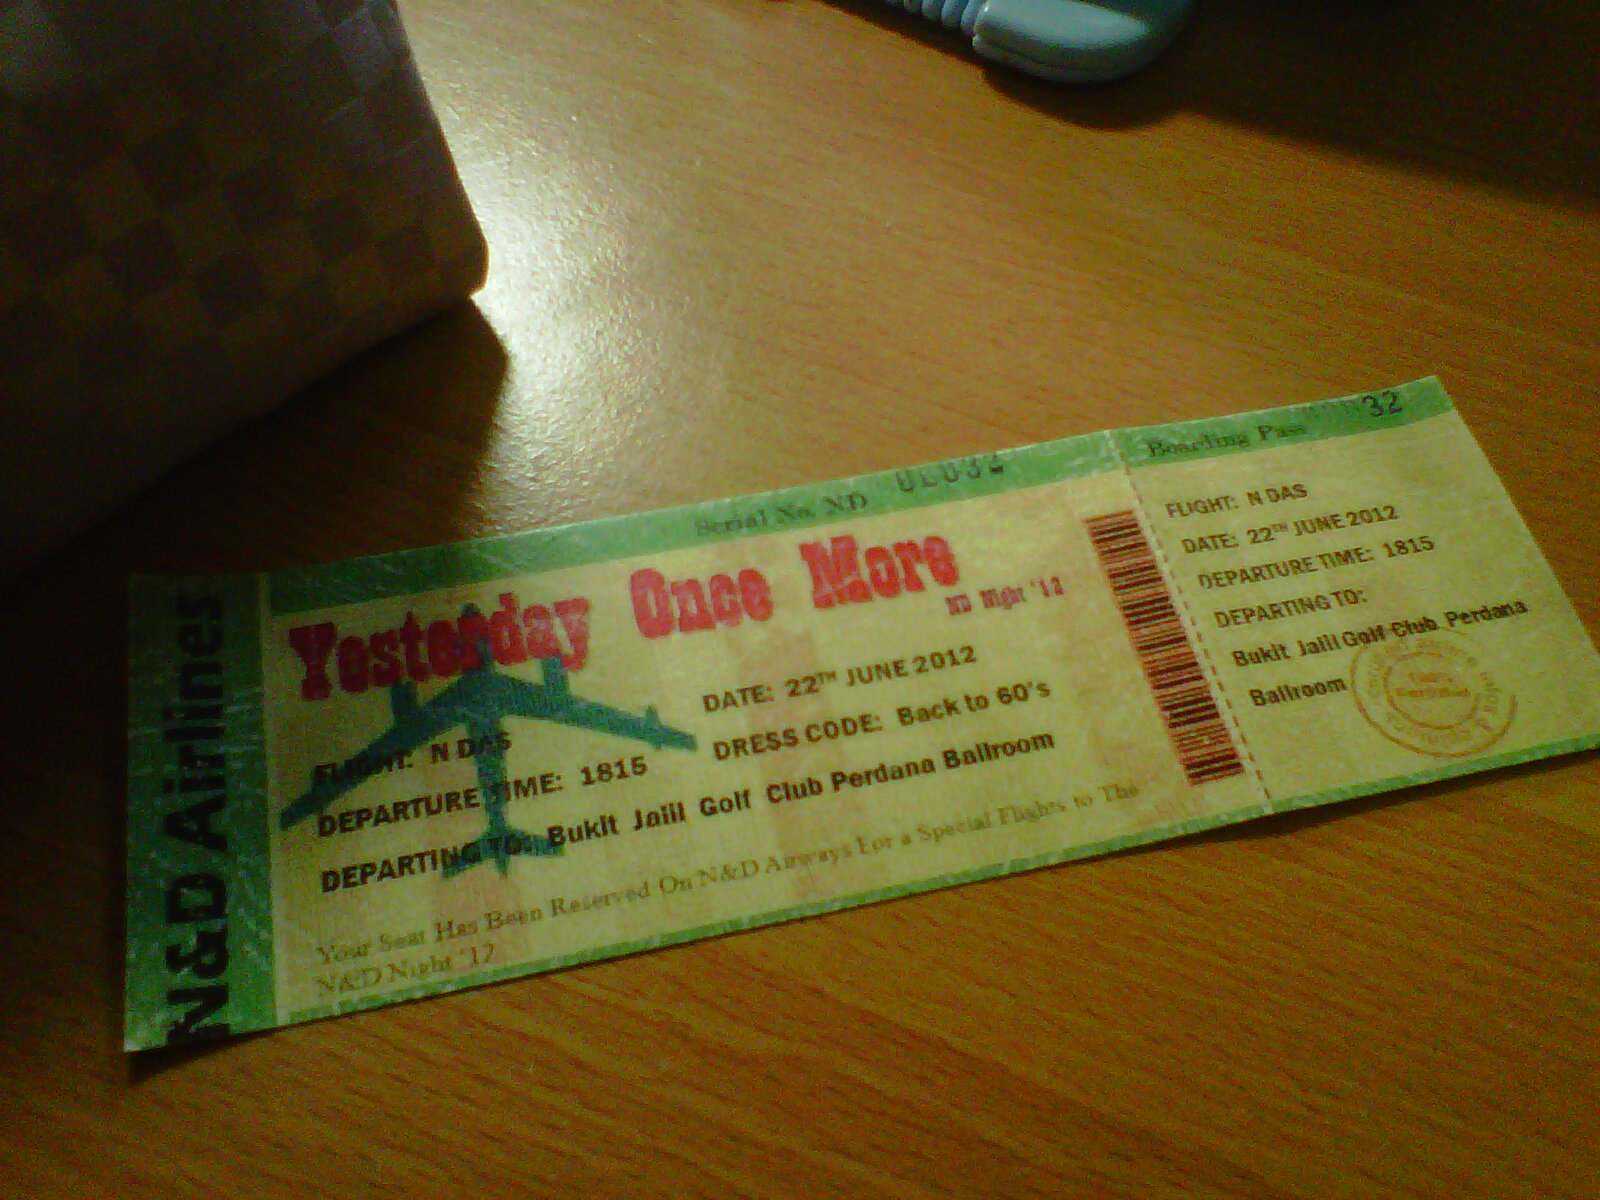 N&D Airlines
Serial No. ND 00032
Yesterday Once More
ND Night '12
DATE: 22TH JUNE 2012
FLIGHT: N DAS
DRESS CODE: Back to 60's
DEPARTURE TIME: 1815
DEPARTING TO: Bukit Jalil Golf Club Perdana Ballroom
Your Seat Has Been Reserved On N&D Airways For a Special Flights to The
N&D Night '12
Boarding Pass
32
FLIGHT: N DAS
DATE: 22TH JUNE 2012
DEPARTURE TIME: 1815
DEPARTING TO:
Bukit Jalil Golf Club Perdana
Ballroom